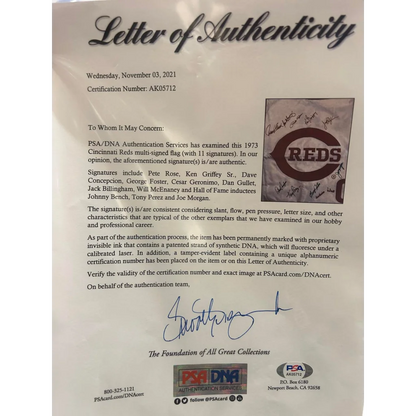 Letter of Authenticity
Wednesday, November 03, 2021
Certification Number: AK05712
To Whom It May Concern:
PSA/DNA Authentication Services has examined this 1973
Cincinnati Reds multi-signed flag (with 11 signatures). In
our opinion, the aforementioned signature(s) is/are authentic.
Signatures include Pete Rose, Ken Griffey Sr., Dave
Concepcion, George Foster, Cesar Geronimo, Dan Gullet,
Jack Billingham, Will McEnaney and Hall of Fame inductees
Johnny Bench, Tony Perez and Joe Morgan.
REDS
The signature(s) is/are consistent considering slant, flow, pen pressure, letter size, and other
characteristics that are typical of the other exemplars that we have examined in our hobby
and professional career.
As part of the authentication process, the item has been permanently marked with proprietary
invisible ink that contains a patented strand of synthetic DNA, which will fluoresce under a
calibrated laser. In addition, a tamper-evident label containing a unique alphanumeric
certification number has been placed on the item or on this Letter of Authenticity.
Verify the validity of the certification number and exact image at PSAcard.com/DNAcert.
On behalf of the authentication team,
The Foundation of All Great Collections
800-325-1121
PSAcard.com/DNAcert
PSA DNA
AUTHENTICATION SERVICES
follow @PSAcard
PSA
AK05712
P.O. Box 6180
Newport Beach, CA 92658